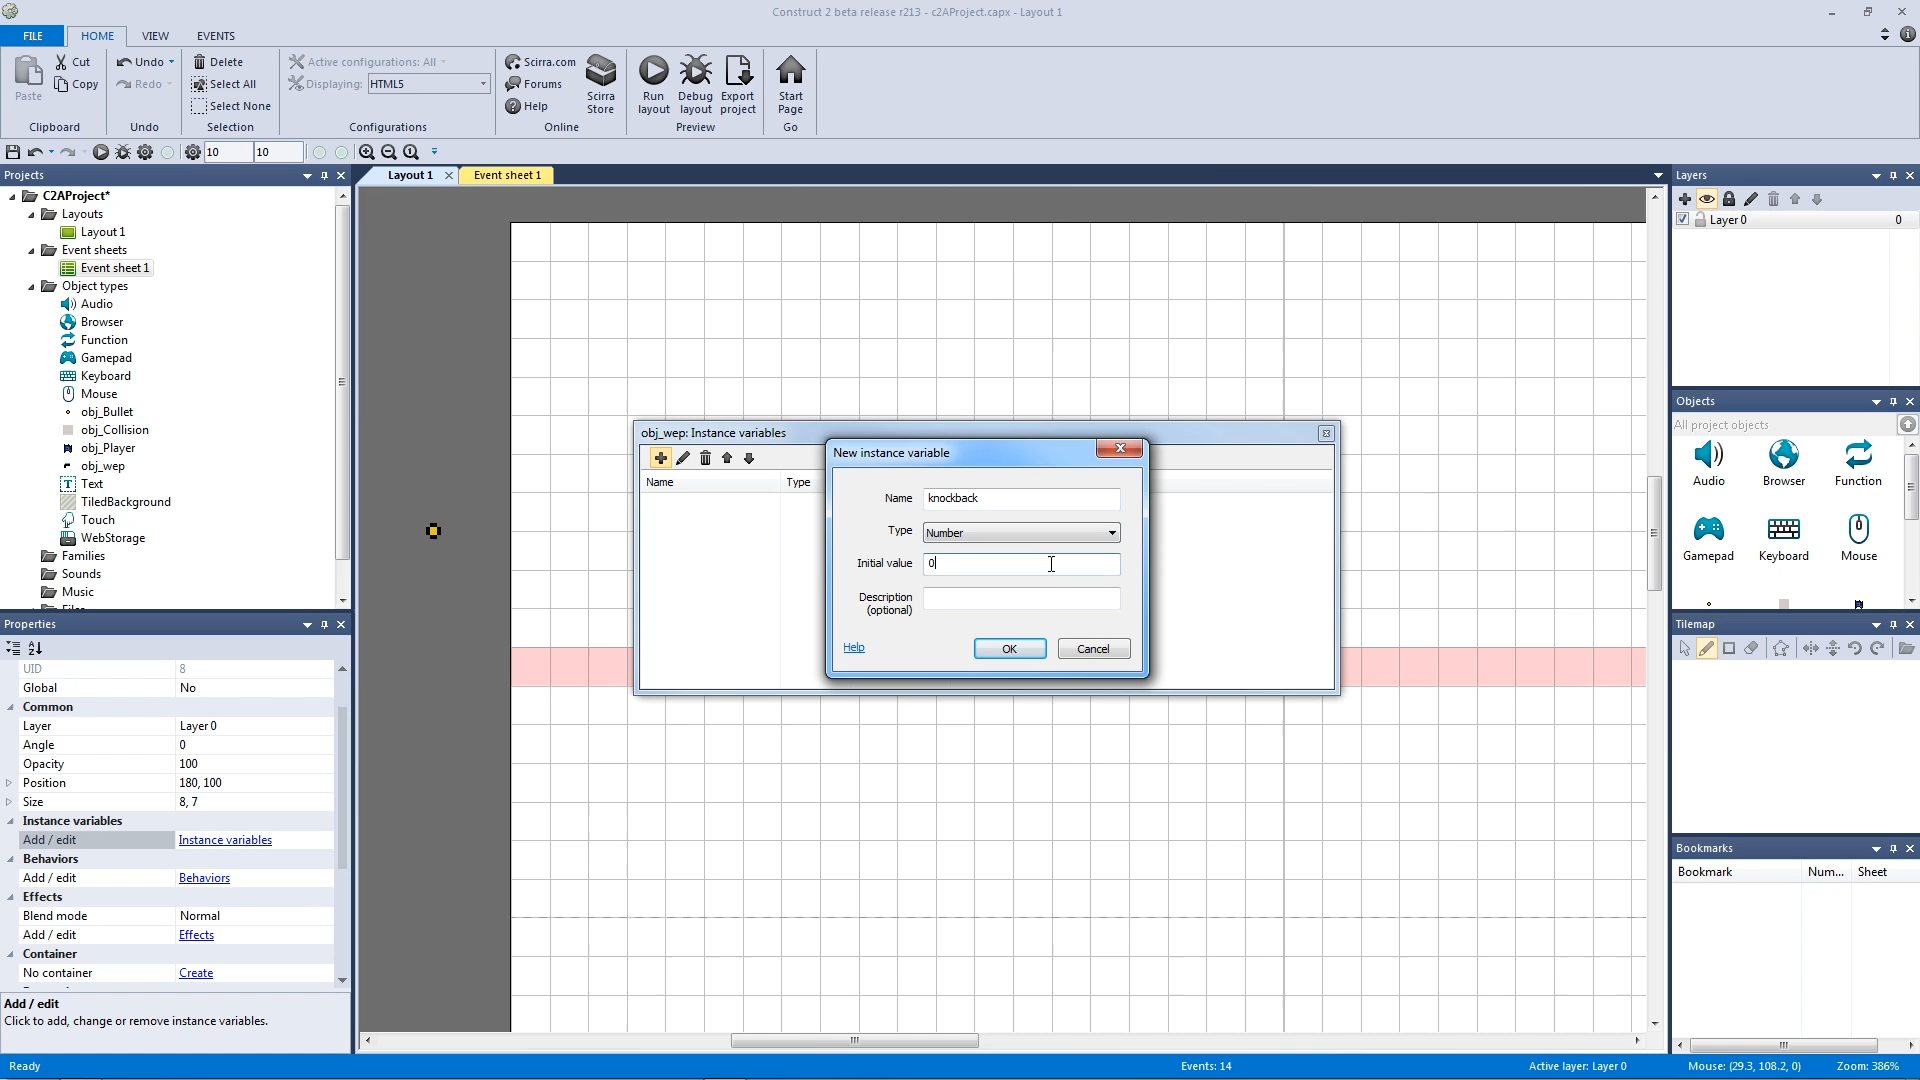 Construct 2 beta release r213 - c2AProject.capx - Layout 1
FILE HOME VIEW EVENTS
Paste
Cut
Copy
Clipboard
Undo
Redo
Undo
Delete
Select All
Select None
Selection
Active configurations: All
Displaying: HTML5
Configurations
Scirra.com
Forums
Help
Scirra Store
Online
Run layout
Debug layout
Export project
Preview
Start Page
Go
10 10
Projects
C2AProject*
Layouts
Layout 1
Event sheets
Event sheet 1
Object types
Audio
Browser
Function
Gamepad
Keyboard
Mouse
obj_Bullet
obj_Collision
obj_Player
obj_wep
Text
TiledBackground
Touch
WebStorage
Families
Sounds
Music
Properties
UID 8
Global No
Common
Layer Layer 0
Angle 0
Opacity 100
Position 180, 100
Size 8, 7
Instance variables
Add / edit Instance variables
Behaviors
Add / edit Behaviors
Effects
Blend mode Normal
Add / edit Effects
Container
No container Create
Add / edit
Click to add, change or remove instance variables.
Layout 1 Event sheet 1
obj_wep: Instance variables
Name Type
New instance variable
Name knockback
Type Number
Initial value 0
Description (optional)
Help OK Cancel
Layers
Layer 0 0
Objects
All project objects
Audio Browser Function
Gamepad Keyboard Mouse
Tilemap
Bookmarks
Bookmark Num... Sheet
Ready Events: 14 Active layer: Layer 0 Mouse: (29.3, 108.2, 0) Zoom: 386%